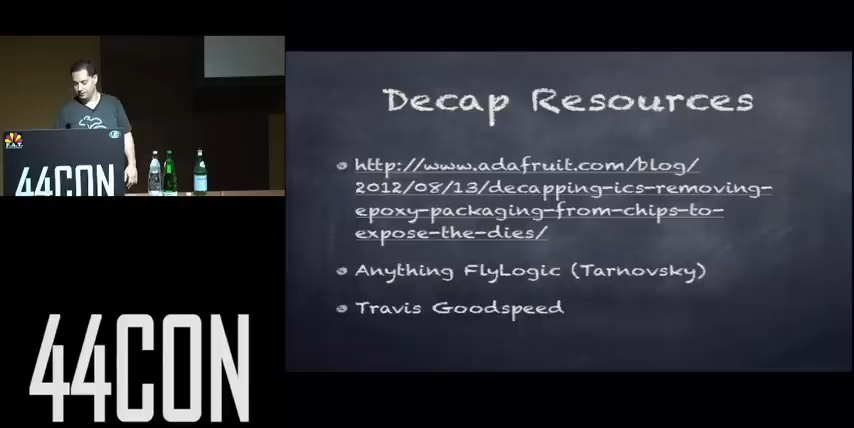 Decap Resources
http://www.adafruit.com/blog/
2012/08/13/decapping-ics-removing-
epoxy-packaging-from-chips-to-
expose-the-dies/
Anything FlyLogic (Tarnovsky)
Travis Goodspeed
F.A.T.
44CON
44CON